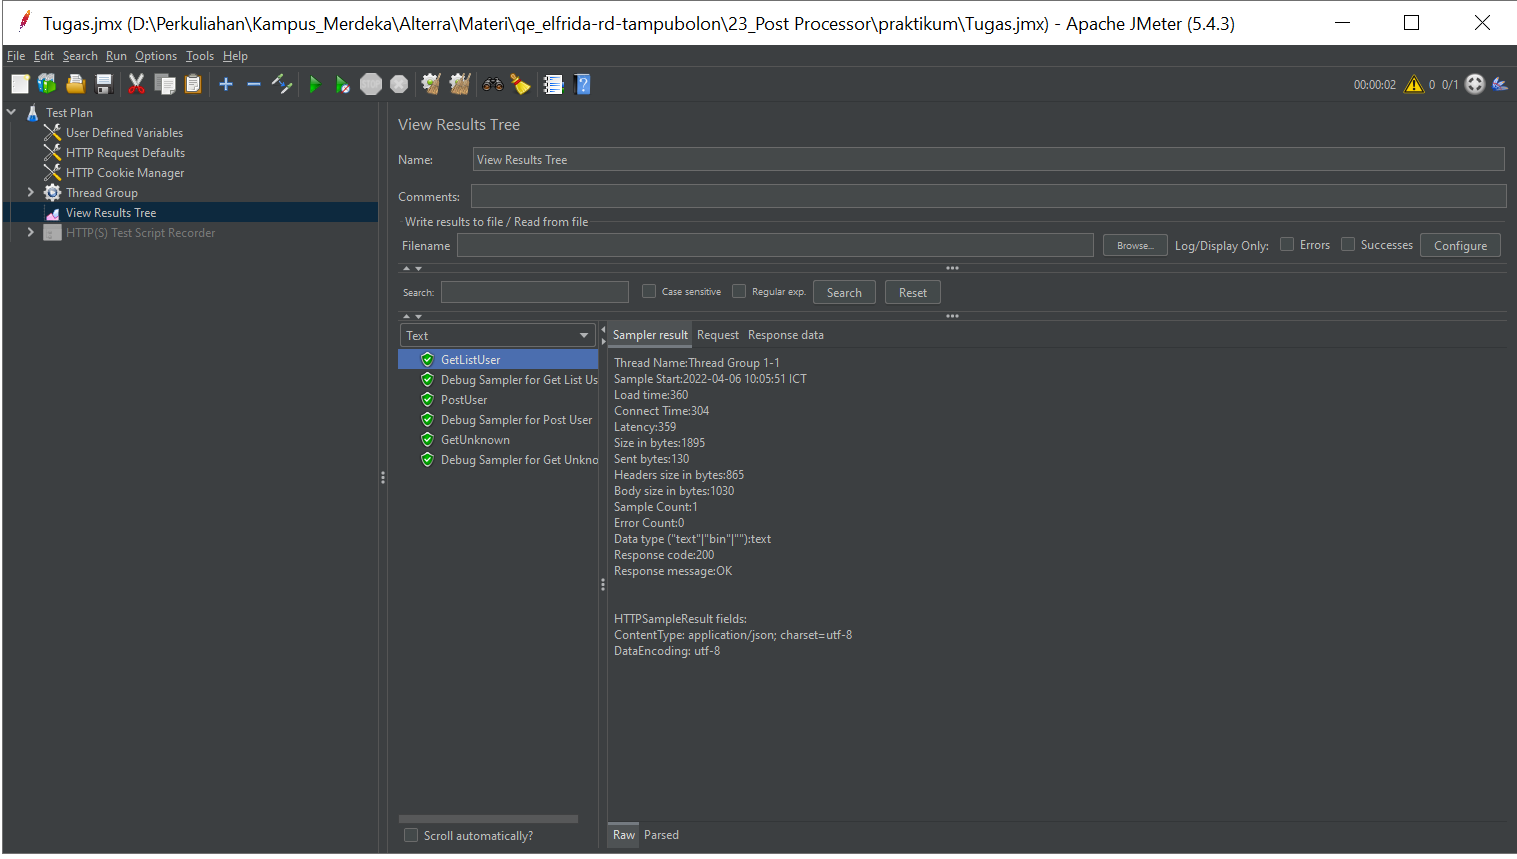 Tugas.jmx (D:\Perkuliahan\Kampus_Merdeka\Alterra\Materi\qe_elfrida-rd-tampubolon\23_Post Processor\praktikum\Tugas.jmx) - Apache JMeter (5.4.3)
File Edit Search Run Options Tools Help
STOP 00:00:02 0 0/1
Test Plan
User Defined Variables
HTTP Request Defaults
HTTP Cookie Manager
Thread Group
View Results Tree
HTTP(S) Test Script Recorder
View Results Tree
Name: View Results Tree
Comments:
Write results to file / Read from file
Filename Browse... Log/Display Only: Errors Successes Configure
Search: Case sensitive Regular exp. Search Reset
Text
GetListUser
Debug Sampler for Get List Us
PostUser
Debug Sampler for Post User
GetUnknown
Debug Sampler for Get Unkno
Scroll automatically?
Sampler result Request Response data
Thread Name:Thread Group 1-1
Sample Start:2022-04-06 10:05:51 ICT
Load time:360
Connect Time:304
Latency:359
Size in bytes:1895
Sent bytes:130
Headers size in bytes:865
Body size in bytes:1030
Sample Count:1
Error Count:0
Data type ("text"|"bin"|""):text
Response code:200
Response message:OK
HTTPSampleResult fields:
ContentType: application/json; charset=utf-8
DataEncoding: utf-8
Raw Parsed